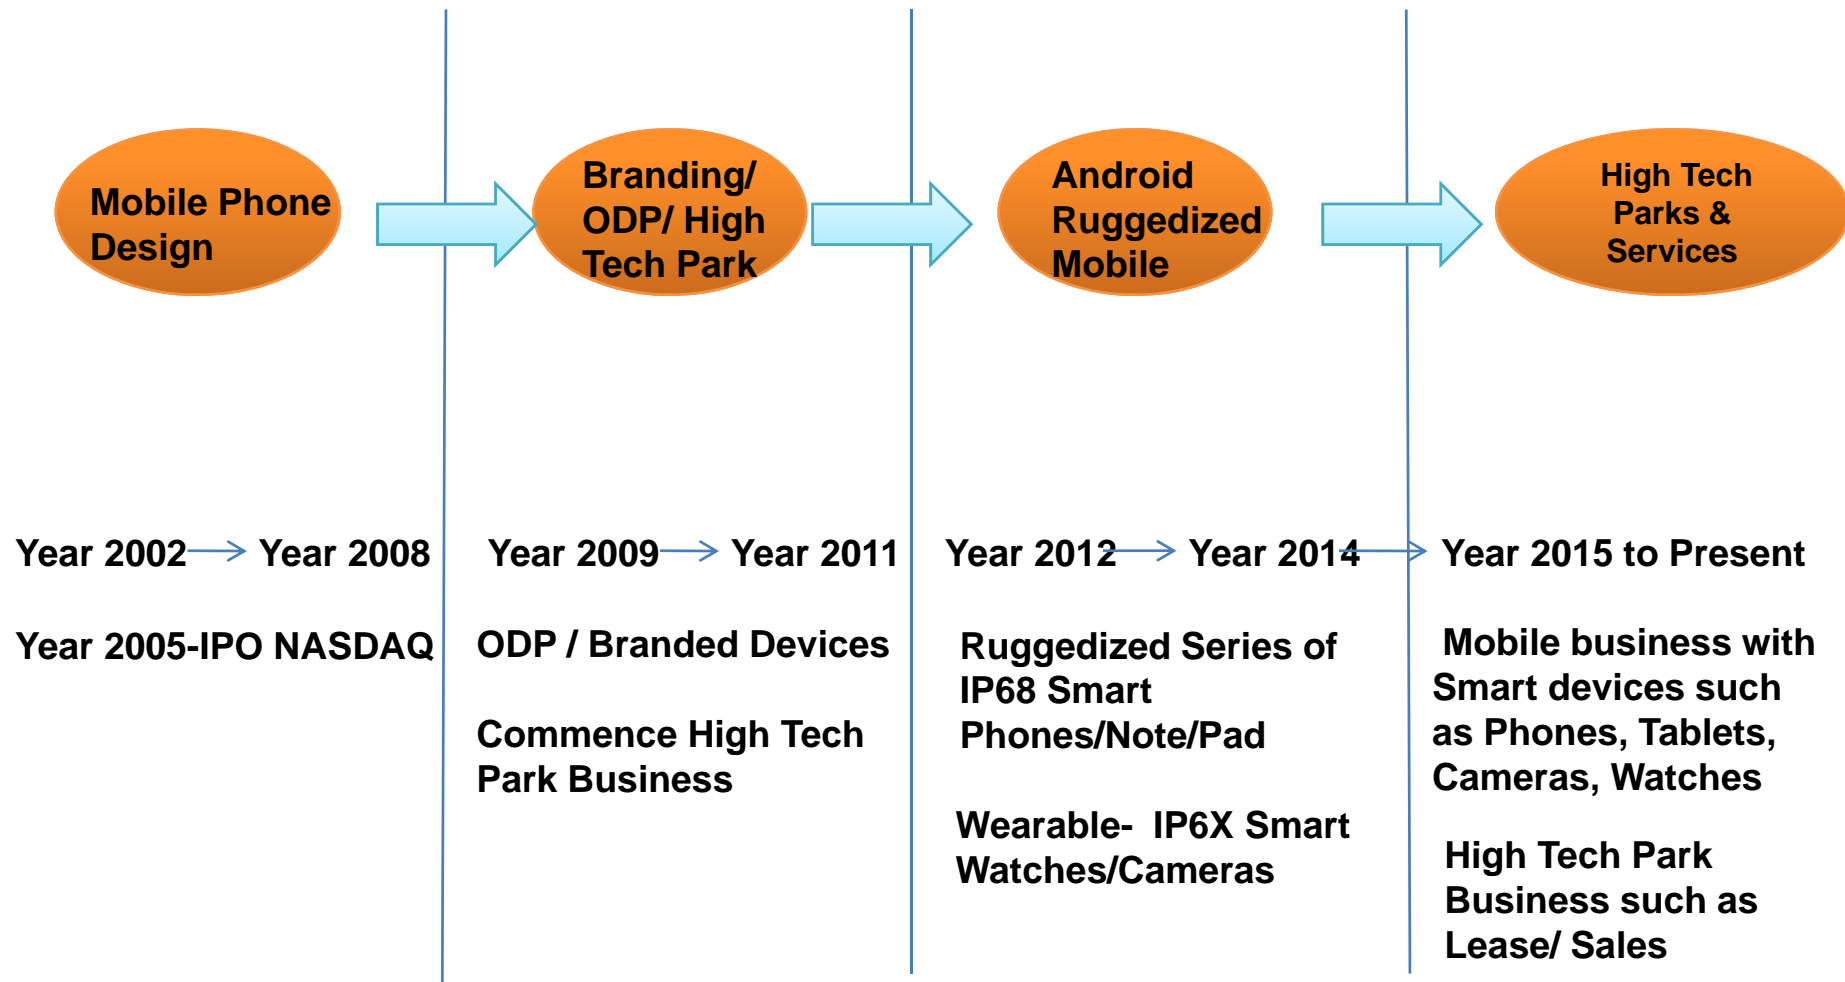 Mobile Phone
Design
Branding/
ODP/ High
Tech Park
Android
Ruggedized
Mobile
High Tech
Parks &
Services
Year 2002
Year 2008
Year 2009
Year 2011
Year 2012
Year 2014
Year 2015 to Present
Year 2005-IPO NASDAQ
ODP / Branded Devices
Commence High Tech
Park Business
Ruggedized Series of
IP68 Smart
Phones/Note/Pad
Wearable- IP6X Smart
Watches/Cameras
Mobile business with
Smart devices such
as Phones, Tablets,
Cameras, Watches
High Tech Park
Business such as
Lease/ Sales